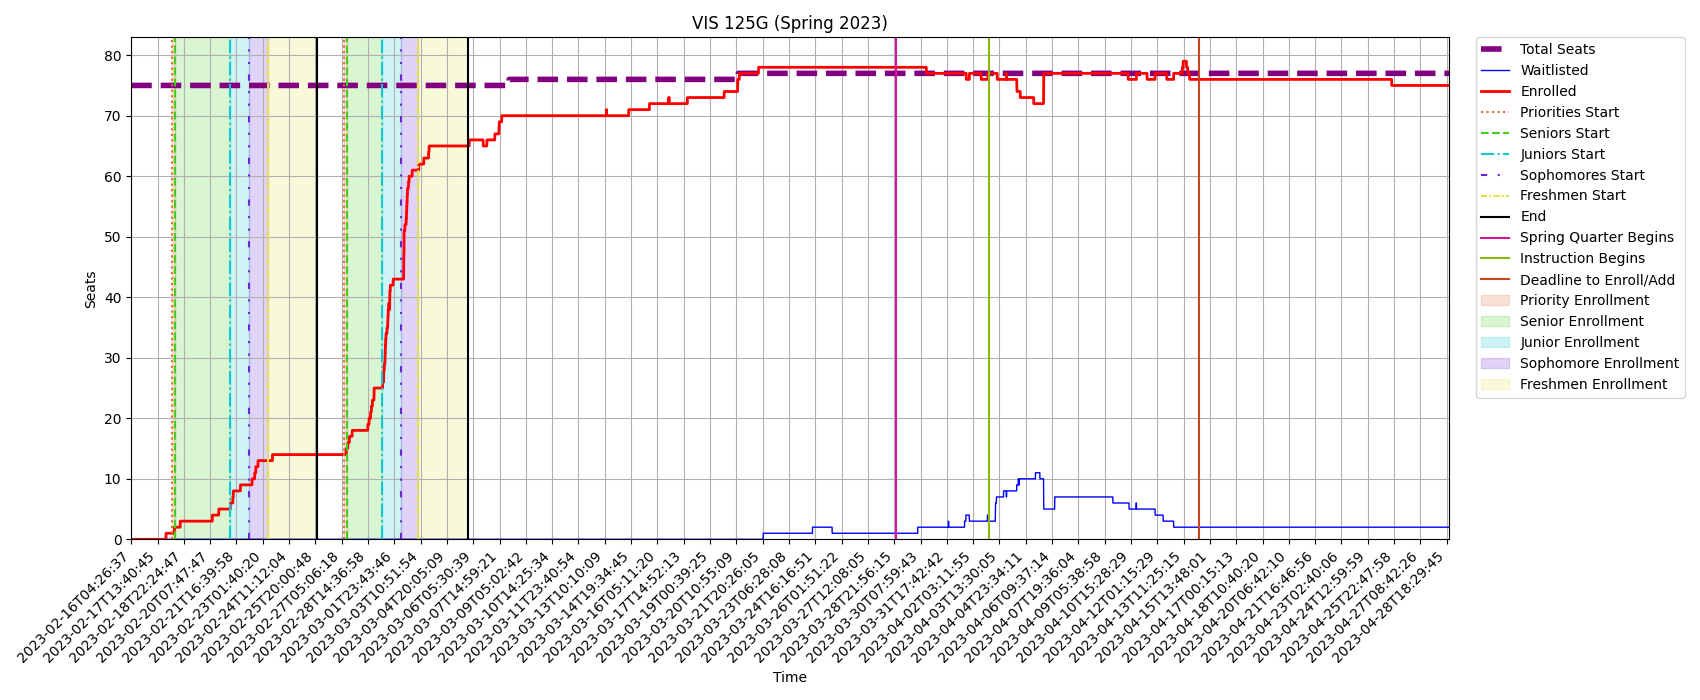 VIS 125G (Spring 2023)
80
70
60
50
40
30
20
10
0
Seats
Total Seats
Waitlisted
Enrolled
Priorities Start
Seniors Start
Juniors Start
Sophomores Start
Freshmen Start
End
Spring Quarter Begins
Instruction Begins
Deadline to Enroll/Add
Priority Enrollment
Senior Enrollment
Junior Enrollment
Sophomore Enrollment
Freshmen Enrollment
2023-02-16T04:26:37
2023-02-17T13:40:45
2023-02-18T22:24:47
2023-02-20T07:47:47
2023-02-21T16:39:58
2023-02-23T01:40:20
2023-02-24T11:12:04
2023-02-25T20:00:48
2023-02-27T05:06:18
2023-02-28T14:36:58
2023-03-01T23:43:46
2023-03-03T10:51:54
2023-03-04T20:05:09
2023-03-06T05:30:39
2023-03-07T14:59:21
2023-03-09T05:02:42
2023-03-10T14:25:34
2023-03-11T23:40:54
2023-03-13T10:10:09
2023-03-14T19:34:45
2023-03-16T05:11:20
2023-03-17T14:52:13
2023-03-19T00:39:25
2023-03-20T10:55:09
2023-03-21T20:26:05
2023-03-23T06:28:08
2023-03-24T16:16:51
2023-03-26T01:51:22
2023-03-27T12:08:05
2023-03-28T21:56:15
2023-03-30T07:59:43
2023-03-31T17:42:42
2023-04-02T03:11:55
2023-04-03T13:30:05
2023-04-04T23:34:11
2023-04-06T09:37:14
2023-04-07T19:36:04
2023-04-09T05:38:58
2023-04-10T15:28:29
2023-04-12T01:15:29
2023-04-13T11:25:15
2023-04-15T13:48:01
2023-04-17T00:15:13
2023-04-18T10:40:20
2023-04-20T06:42:10
2023-04-21T16:46:56
2023-04-23T02:40:06
2023-04-24T12:59:59
2023-04-25T22:47:58
2023-04-27T08:42:26
2023-04-28T18:29:45
Time